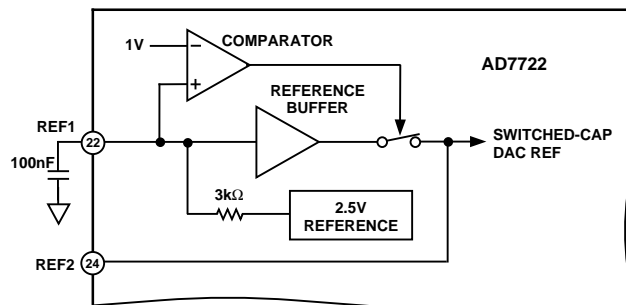 1V
COMPARATOR
AD7722
REFERENCE
BUFFER
REF1
22
SWITCHED-CAP
DAC REF
100nF
3kΩ
2.5V
REFERENCE
REF2
24